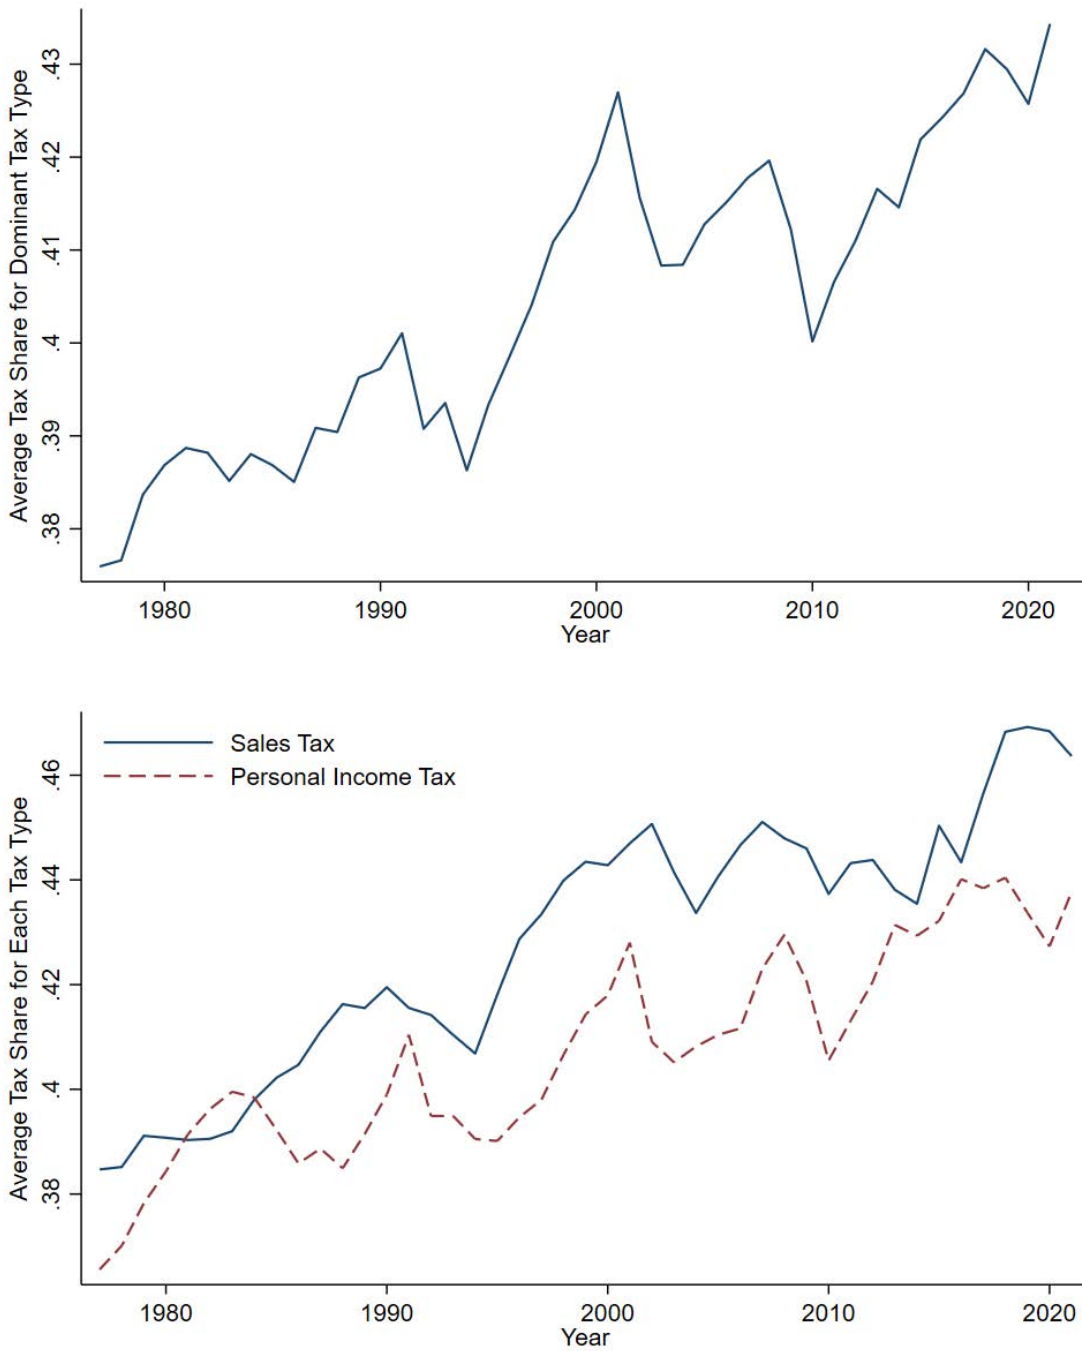 Average Tax Share for Dominant Tax Type
.43
.42
.41
.4
.39
.38
1980 1990 2000 2010 2020
Year
Sales Tax
Personal Income Tax
Average Tax Share for Each Tax Type
.46
.44
.42
.4
.38
1980 1990 2000 2010 2020
Year